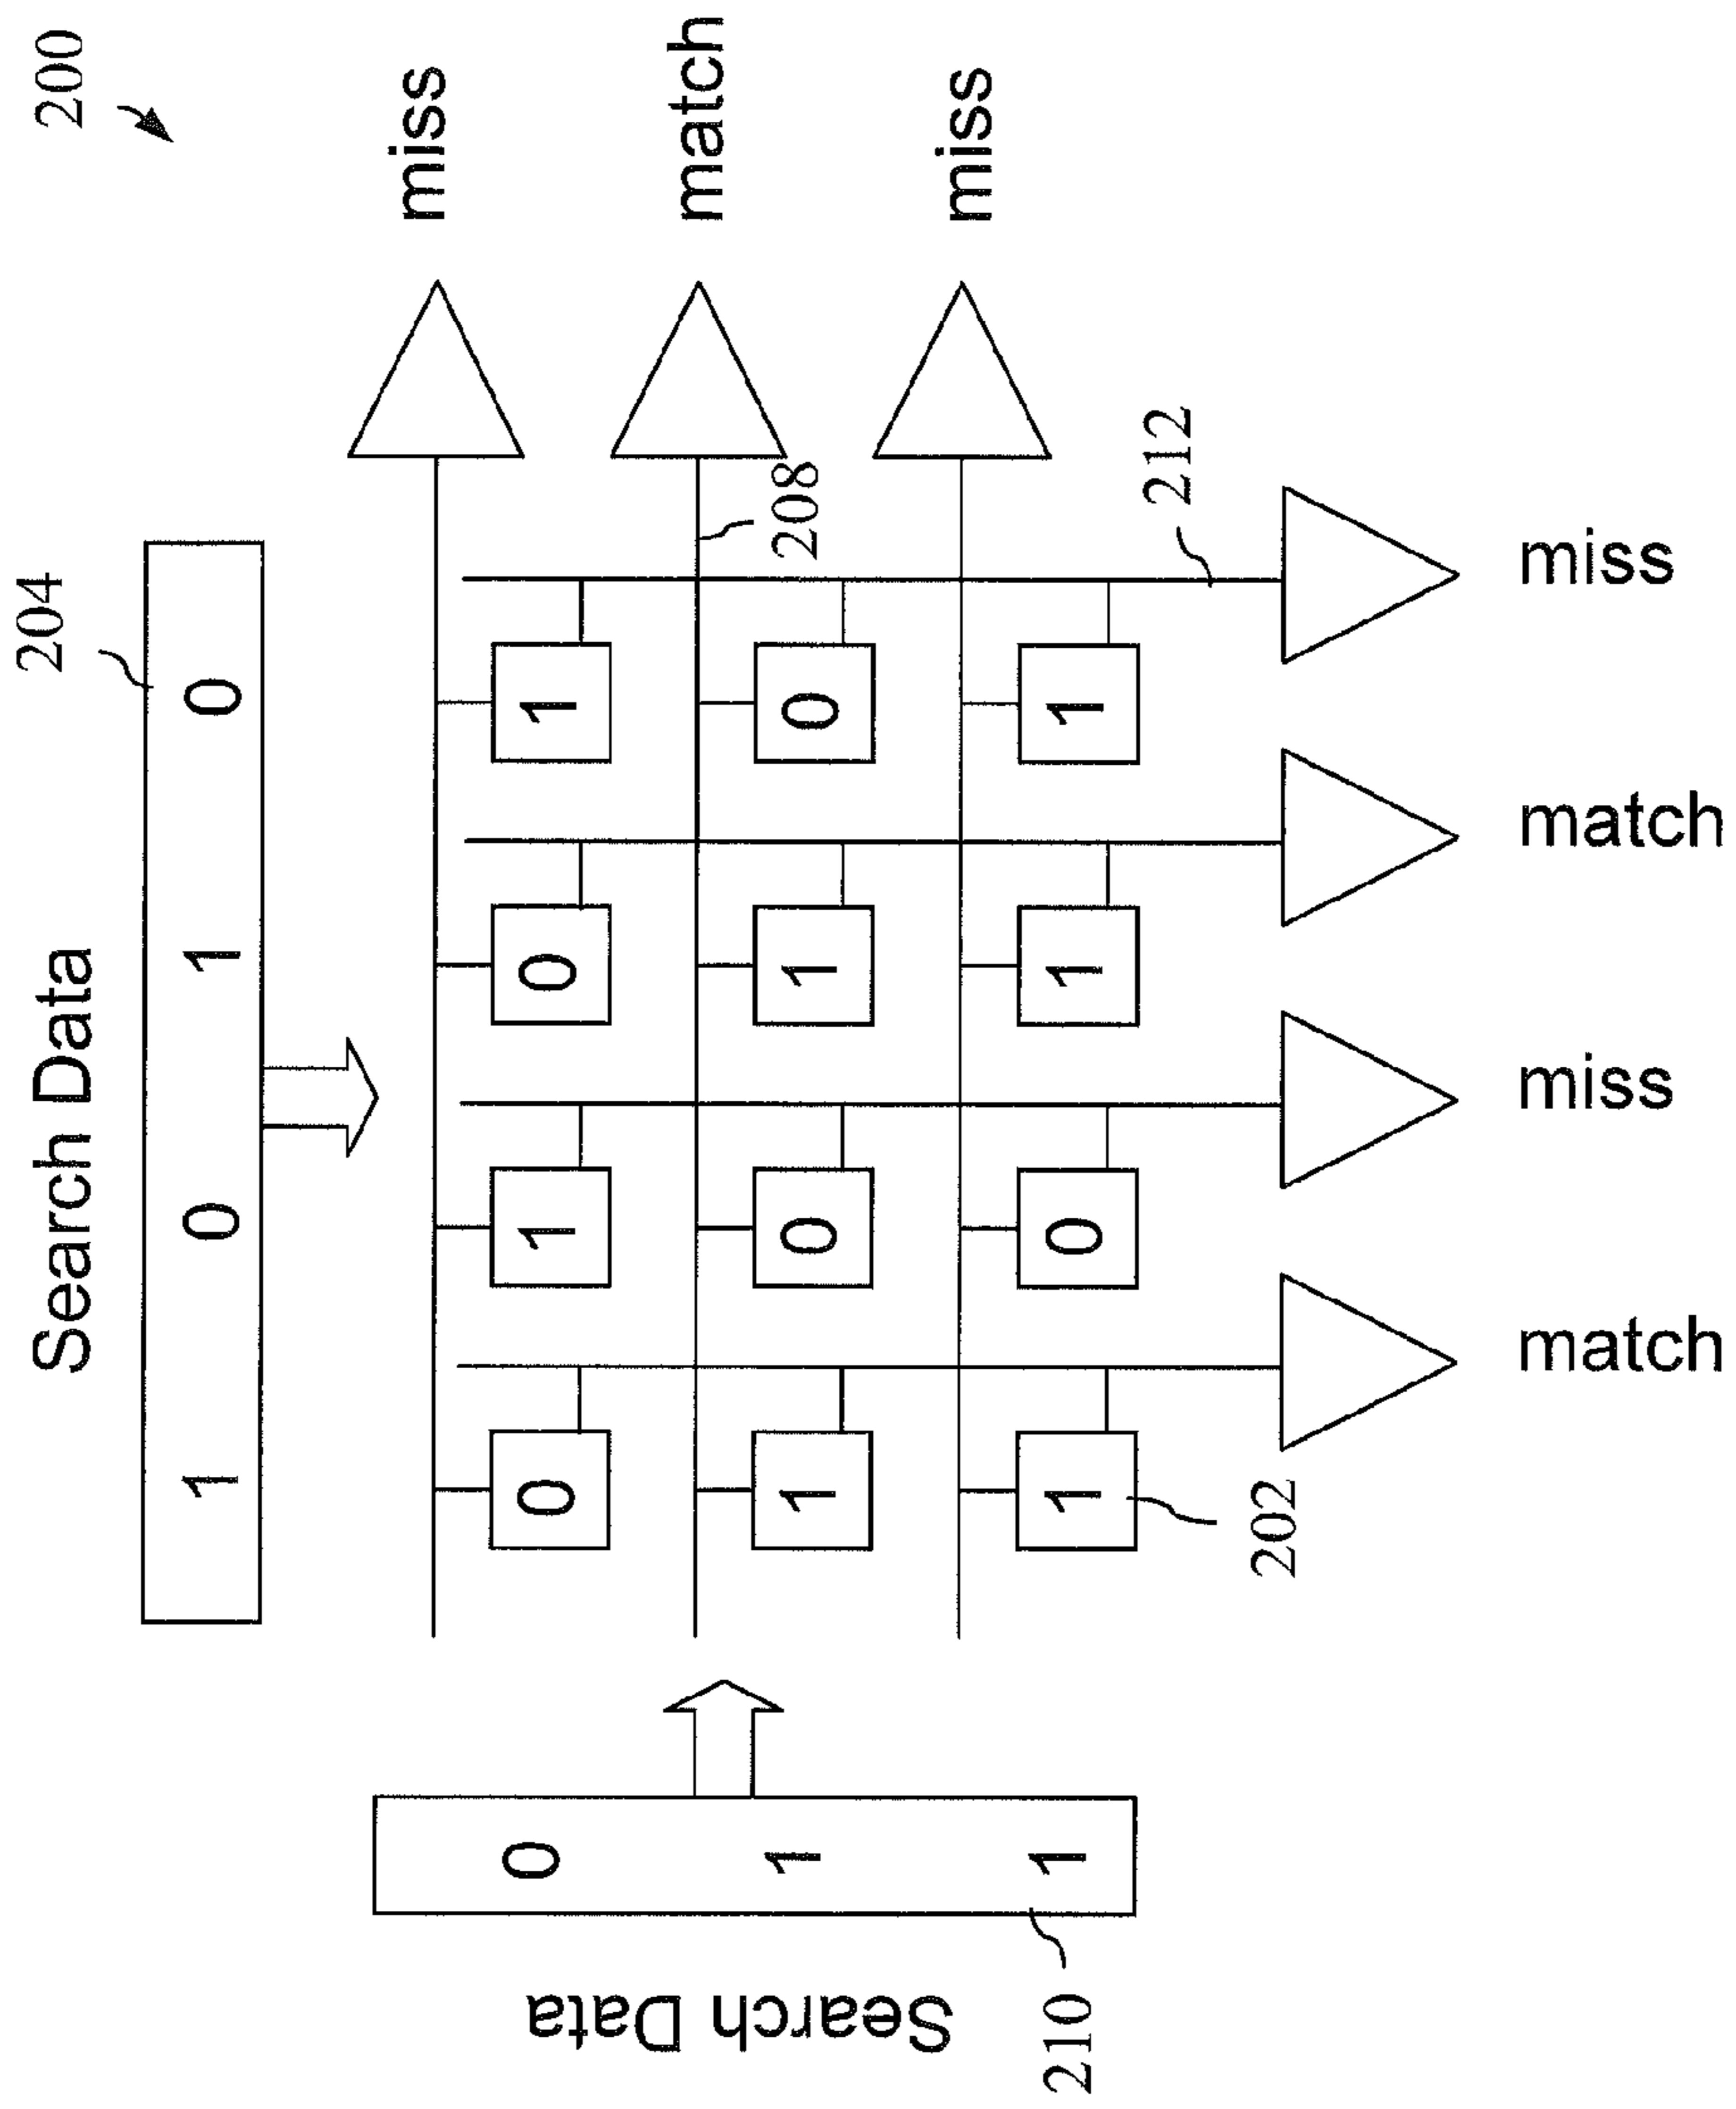 200
Search Data
204
1 0 1 0
miss
0 0 1 0 1
match
208
1 1 0 1 0
miss
1 1 0 1 1
Search Data
210
202
212
match miss match miss